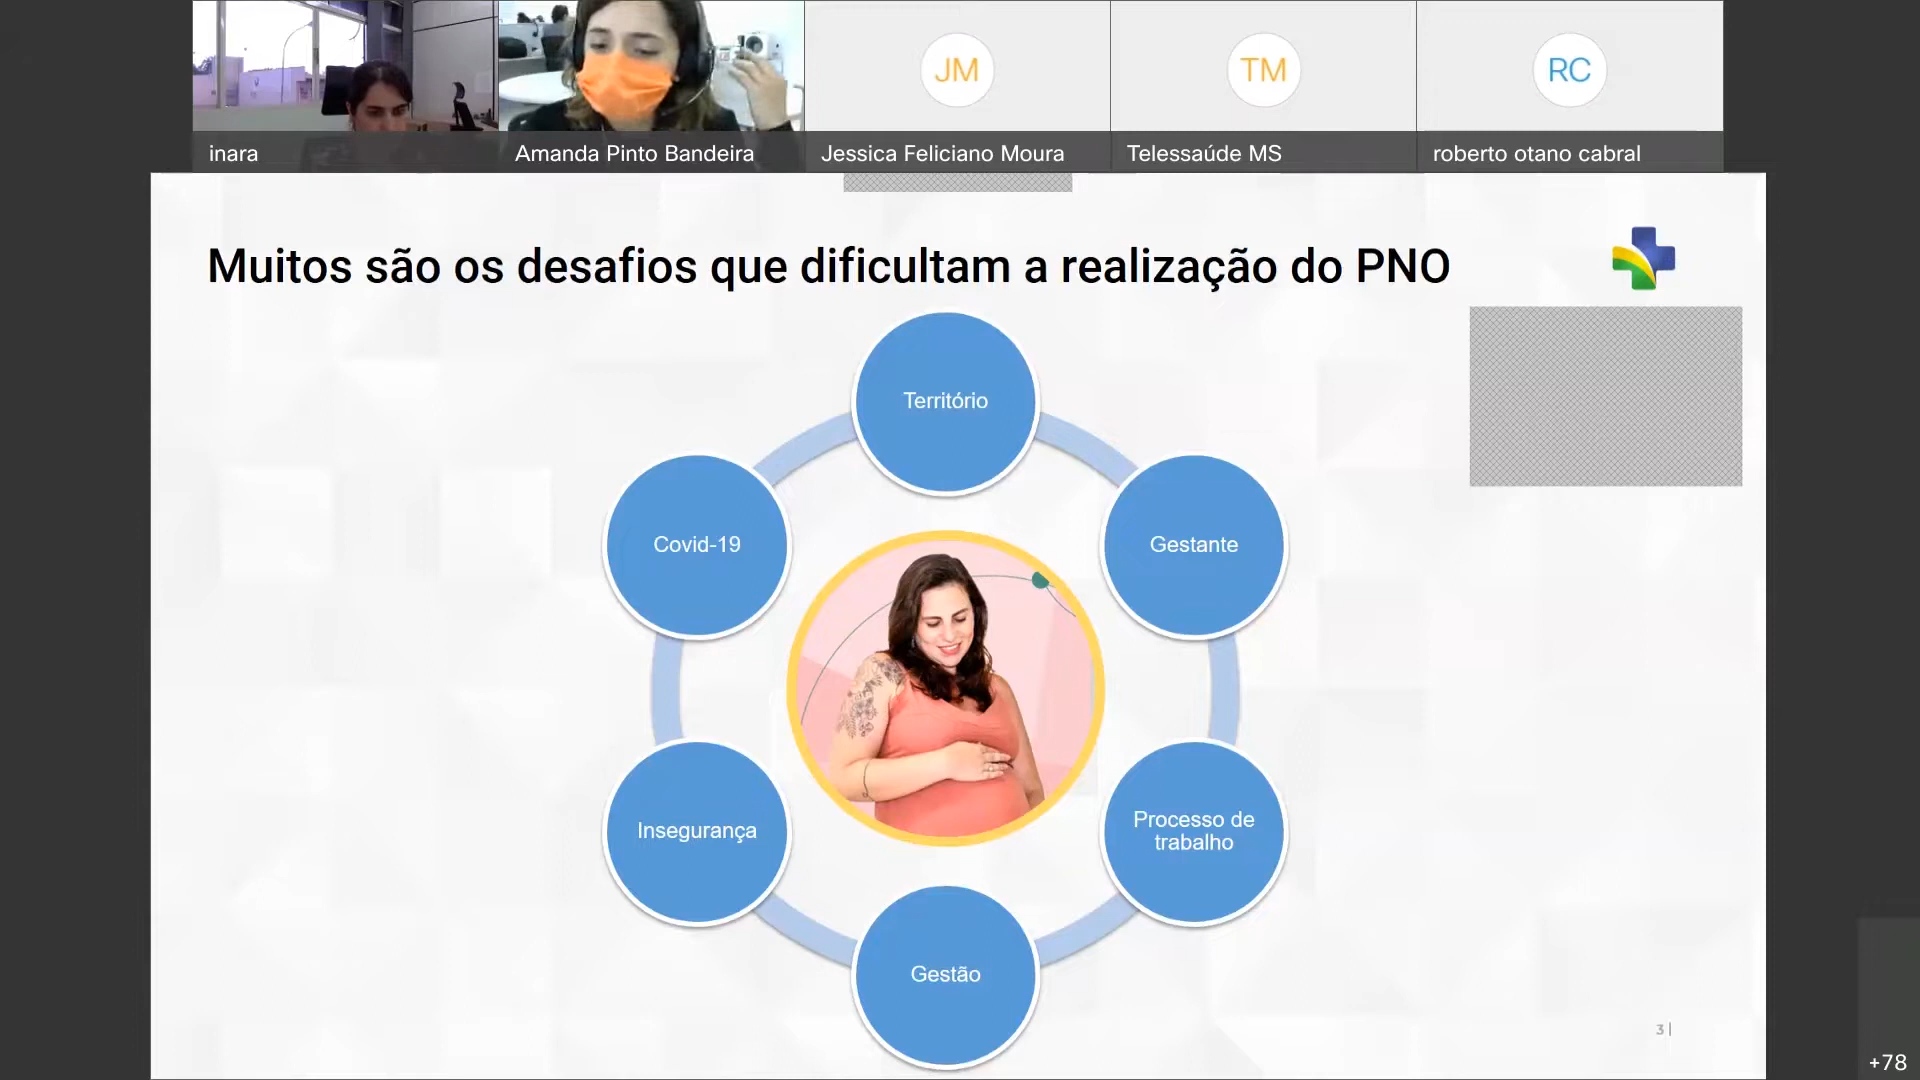 JM
TM
RC
inara
Amanda Pinto Bandeira
Jessica Feliciano Moura
Telessaúde MS
roberto otano cabral
Muitos são os desafios que dificultam a realização do PNO
Território
Covid-19
Gestante
Insegurança
Processo de
trabalho
Gestão
3 |
+78